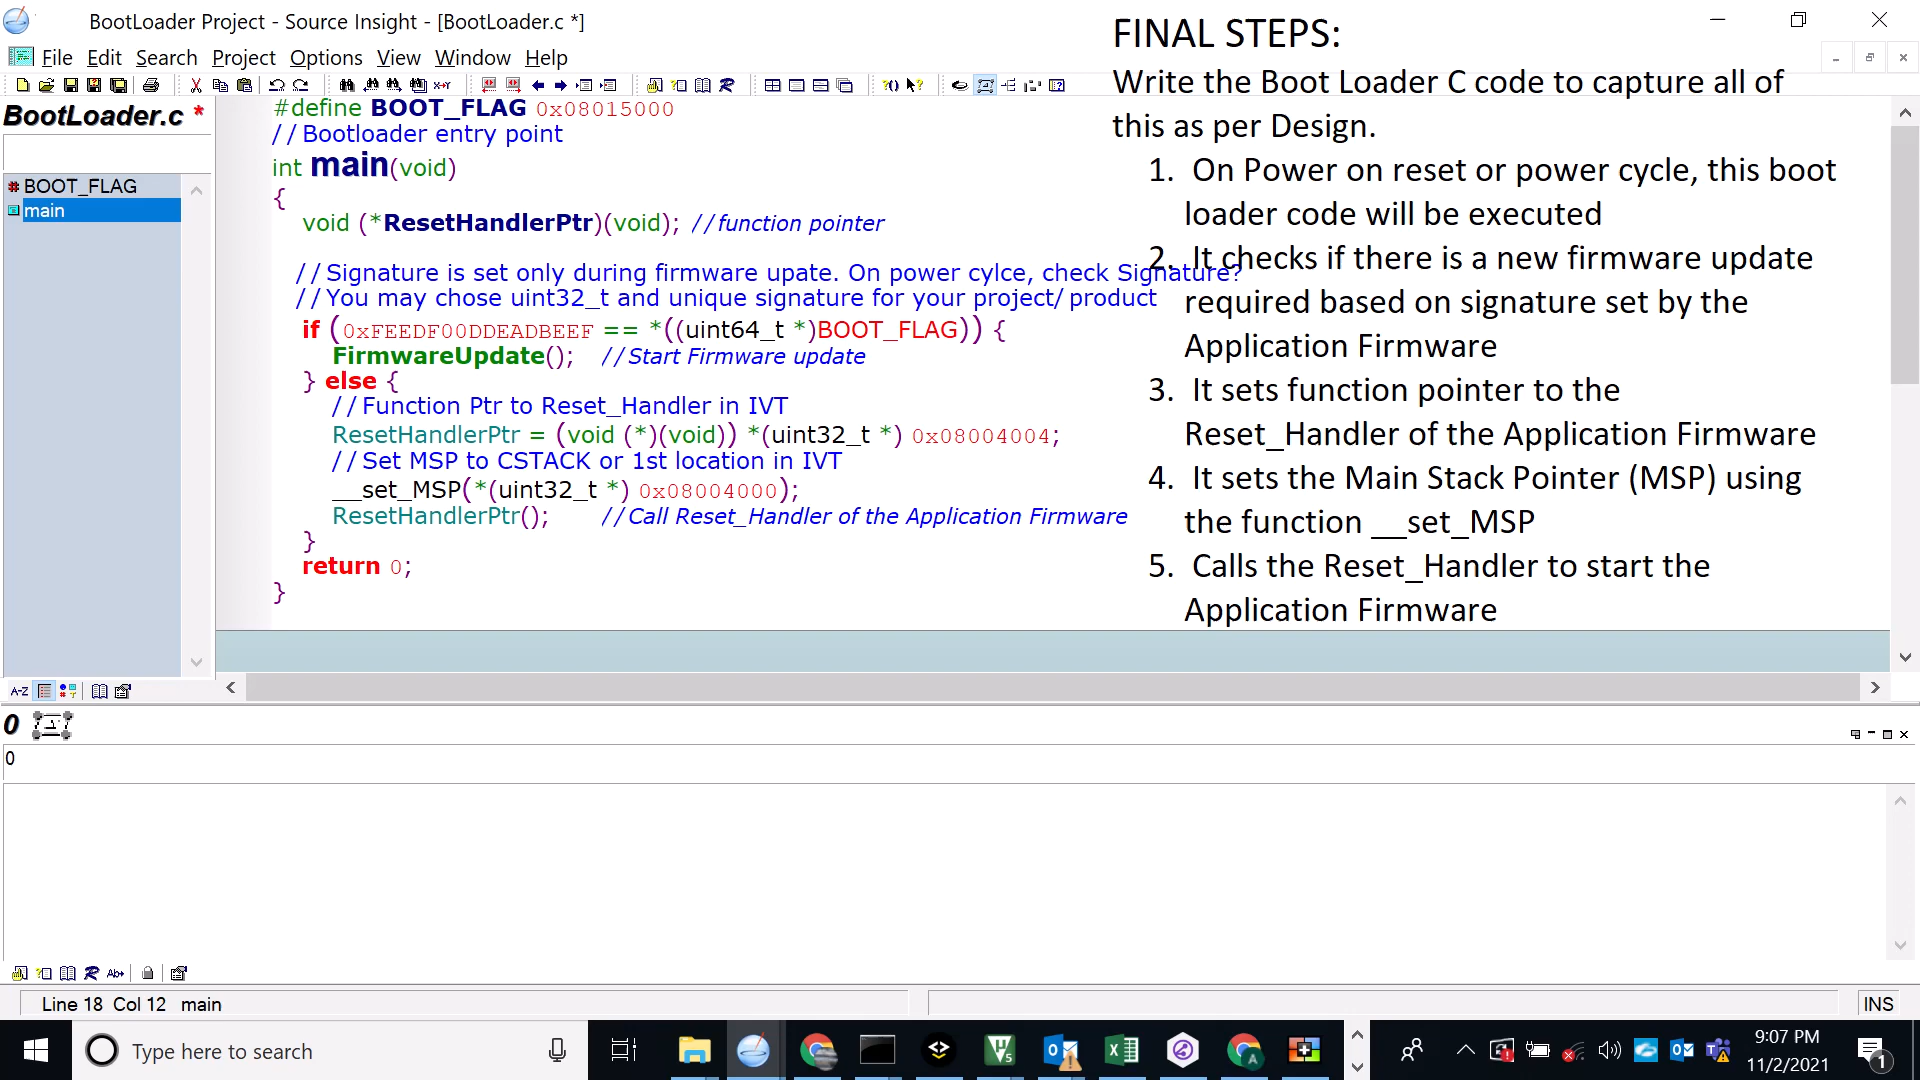 BootLoader Project - Source Insight - [BootLoader.c *]
File Edit Search Project Options View Window Help
BootLoader.c *
BOOT_FLAG
main
#define BOOT_FLAG 0x08015000
//Bootloader entry point
int main(void)
{
void (*ResetHandlerPtr)(void); //function pointer
//Signature is set only during firmware upate. On power cylce, check Signature?
//You may chose uint32_t and unique signature for your project/product
if (0xFEEDF00DDEADBEEF == *((uint64_t *)BOOT_FLAG)) {
FirmwareUpdate(); //Start Firmware update
} else {
//Function Ptr to Reset_Handler in IVT
ResetHandlerPtr = (void (*)(void)) *(uint32_t *) 0x08004004;
//Set MSP to CSTACK or 1st location in IVT
__set_MSP(*(uint32_t *) 0x08004000);
ResetHandlerPtr(); //Call Reset_Handler of the Application Firmware
}
return 0;
}
FINAL STEPS:
Write the Boot Loader C code to capture all of
this as per Design.
1. On Power on reset or power cycle, this boot
loader code will be executed
2. It checks if there is a new firmware update
required based on signature set by the
Application Firmware
3. It sets function pointer to the
Reset_Handler of the Application Firmware
4. It sets the Main Stack Pointer (MSP) using
the function __set_MSP
5. Calls the Reset_Handler to start the
Application Firmware
A-Z
0
0
Line 18 Col 12 main
INS
Type here to search
9:07 PM
11/2/2021
1